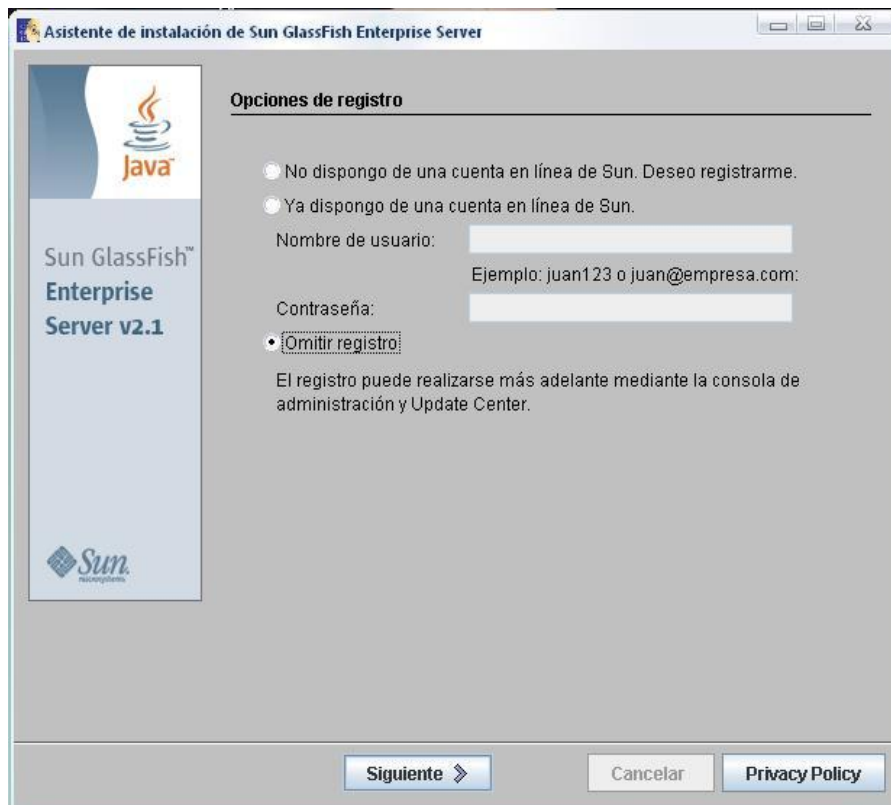 Asistente de instalación de Sun GlassFish Enterprise Server
Java™
Sun GlassFish™
Enterprise
Server v2.1
Sun
microsystems
Opciones de registro
No dispongo de una cuenta en línea de Sun. Deseo registrarme.
Ya dispongo de una cuenta en línea de Sun.
Nombre de usuario:
Ejemplo: juan123 o juan@empresa.com:
Contraseña:
Omitir registro
El registro puede realizarse más adelante mediante la consola de
administración y Update Center.
Siguiente
Cancelar
Privacy Policy